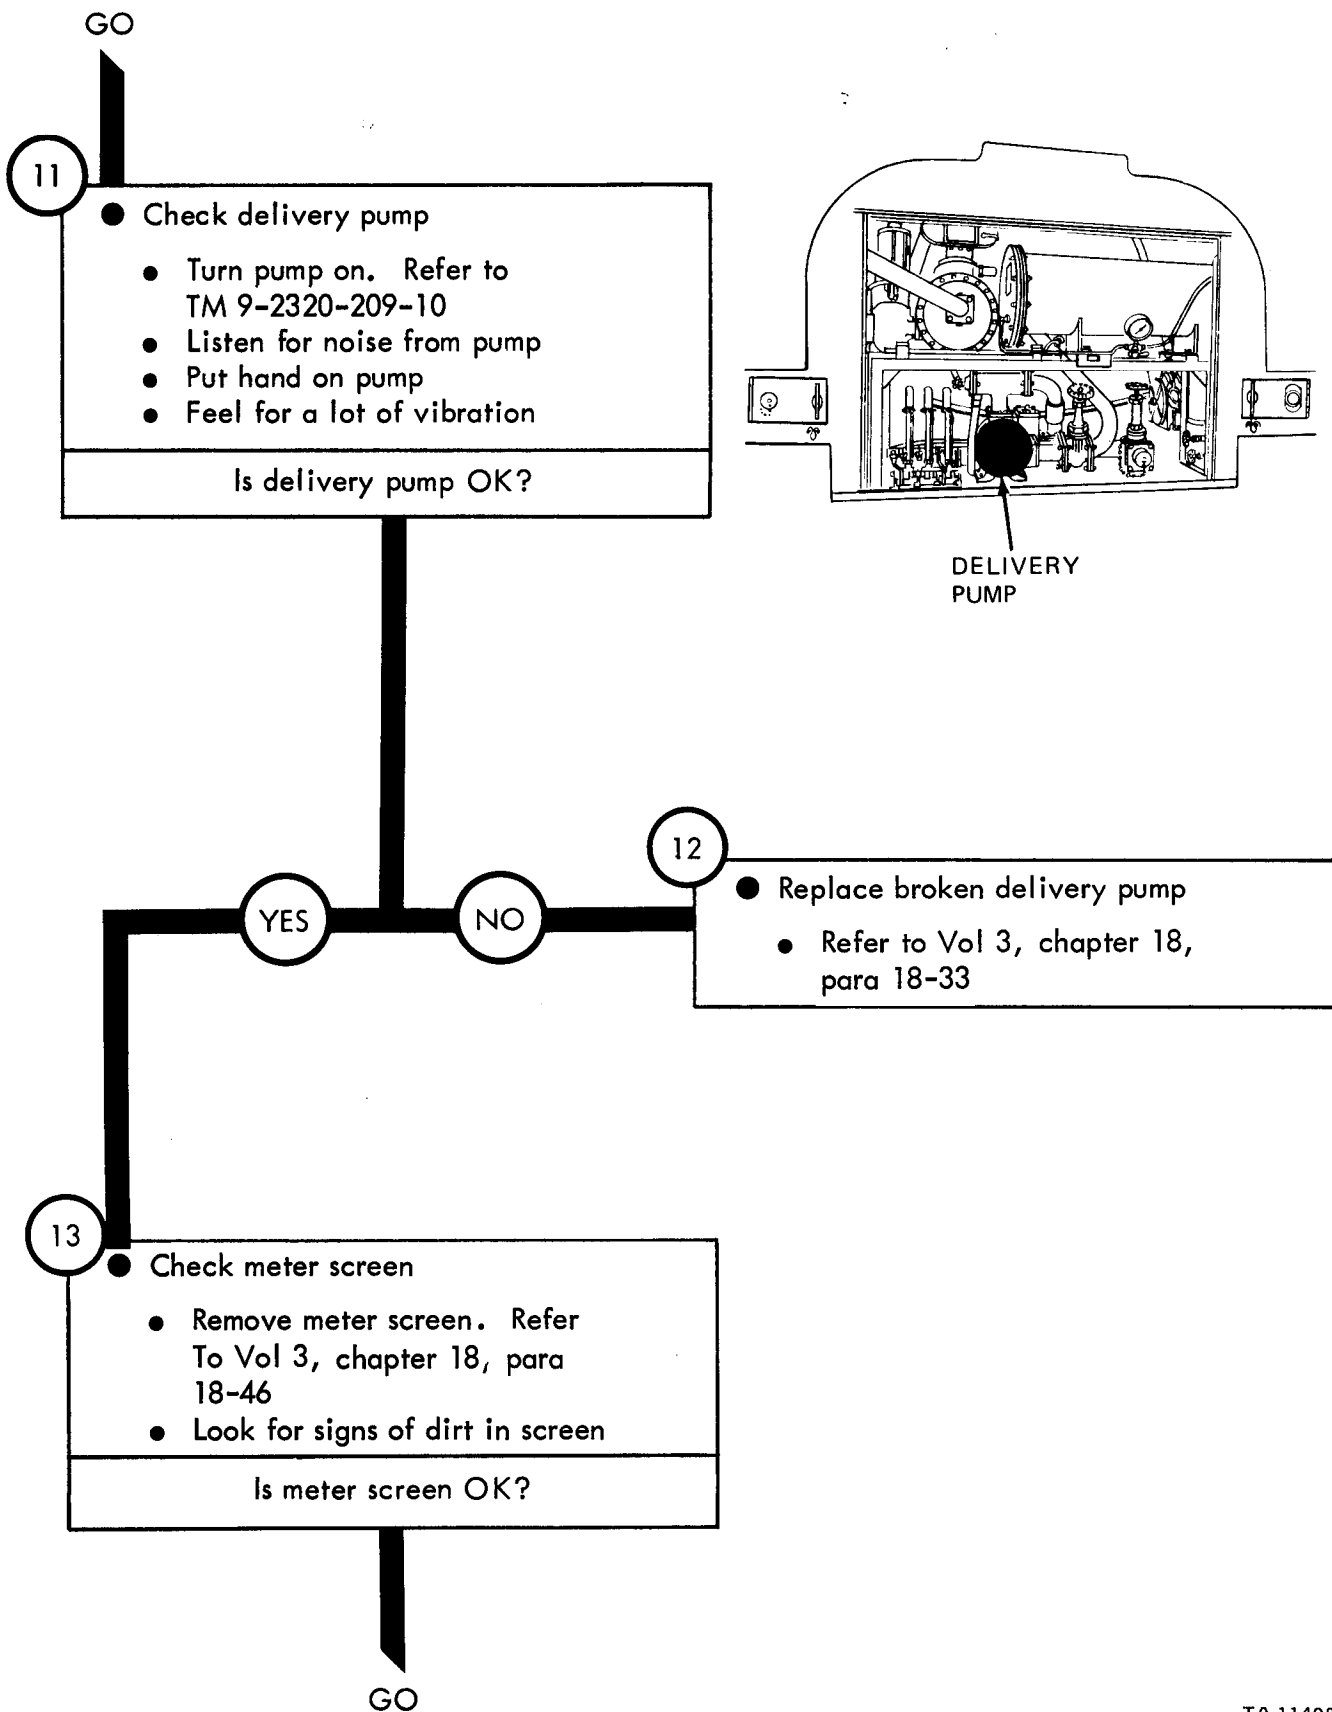 GO
11
● Check delivery pump
● Turn pump on. Refer to
TM 9-2320-209-10
● Listen for noise from pump
● Put hand on pump
● Feel for a lot of vibration
Is delivery pump OK?
DELIVERY
PUMP
YES
NO
12
● Replace broken delivery pump
● Refer to Vol 3, chapter 18,
para 18-33
13
● Check meter screen
● Remove meter screen. Refer
To Vol 3, chapter 18, para
18-46
● Look for signs of dirt in screen
Is meter screen OK?
GO